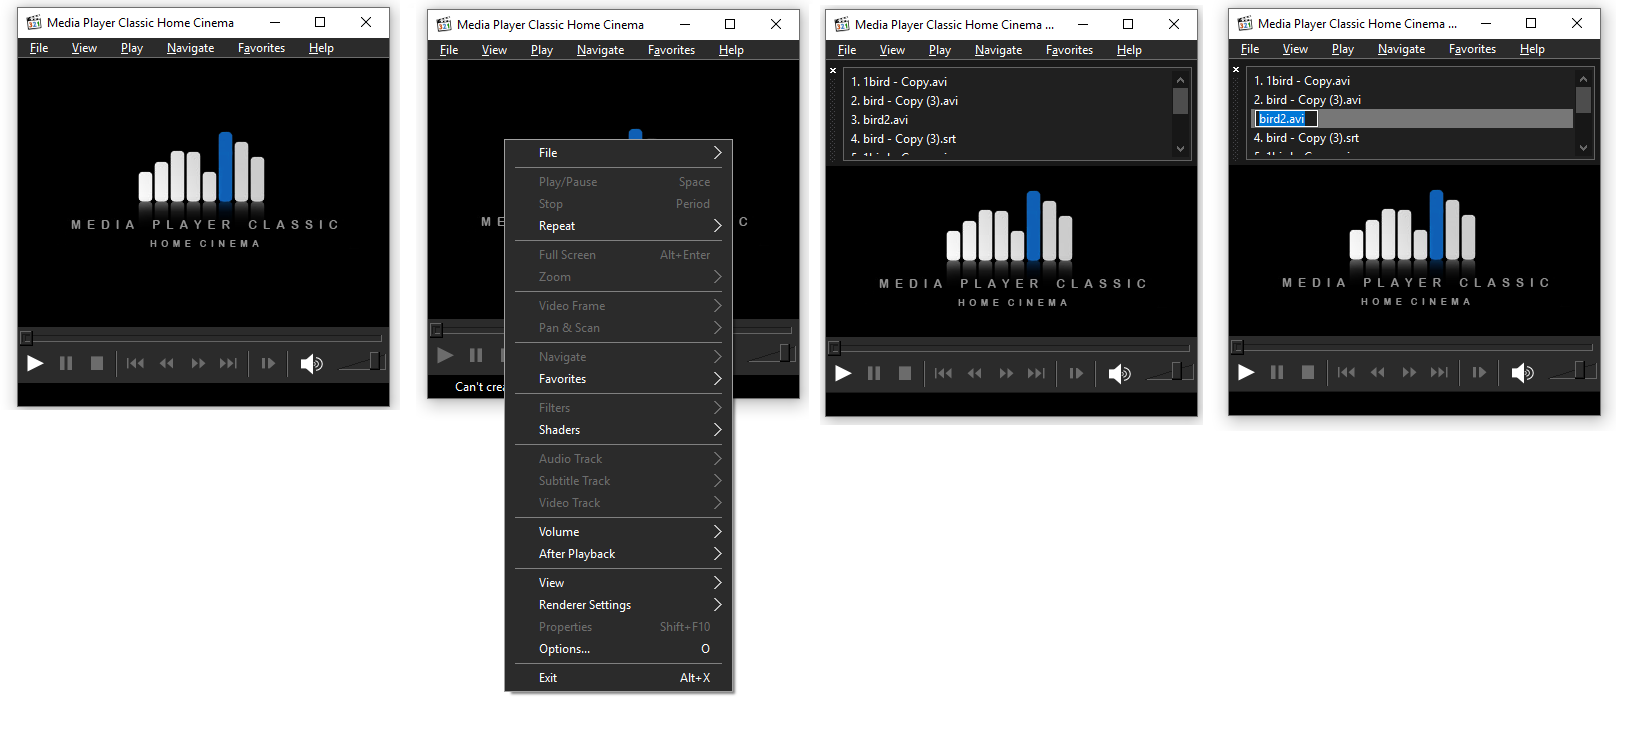 Media Player Classic Home Cinema
File View Play Navigate Favorites Help
MEDIA PLAYER CLASSIC
HOME CINEMA
Media Player Classic Home Cinema
File View Play Navigate Favorites Help
ME
C
Can't crea
File
Play/Pause Space
Stop Period
Repeat
Full Screen Alt+Enter
Zoom
Video Frame
Pan & Scan
Navigate
Favorites
Filters
Shaders
Audio Track
Subtitle Track
Video Track
Volume
After Playback
View
Renderer Settings
Properties Shift+F10
Options... O
Exit Alt+X
Media Player Classic Home Cinema ...
File View Play Navigate Favorites Help
1. 1bird - Copy.avi
2. bird - Copy (3).avi
3. bird2.avi
4. bird - Copy (3).srt
MEDIA PLAYER CLASSIC
HOME CINEMA
Media Player Classic Home Cinema ...
File View Play Navigate Favorites Help
1. 1bird - Copy.avi
2. bird - Copy (3).avi
bird2.avi
4. bird - Copy (3).srt
MEDIA PLAYER CLASSIC
HOME CINEMA